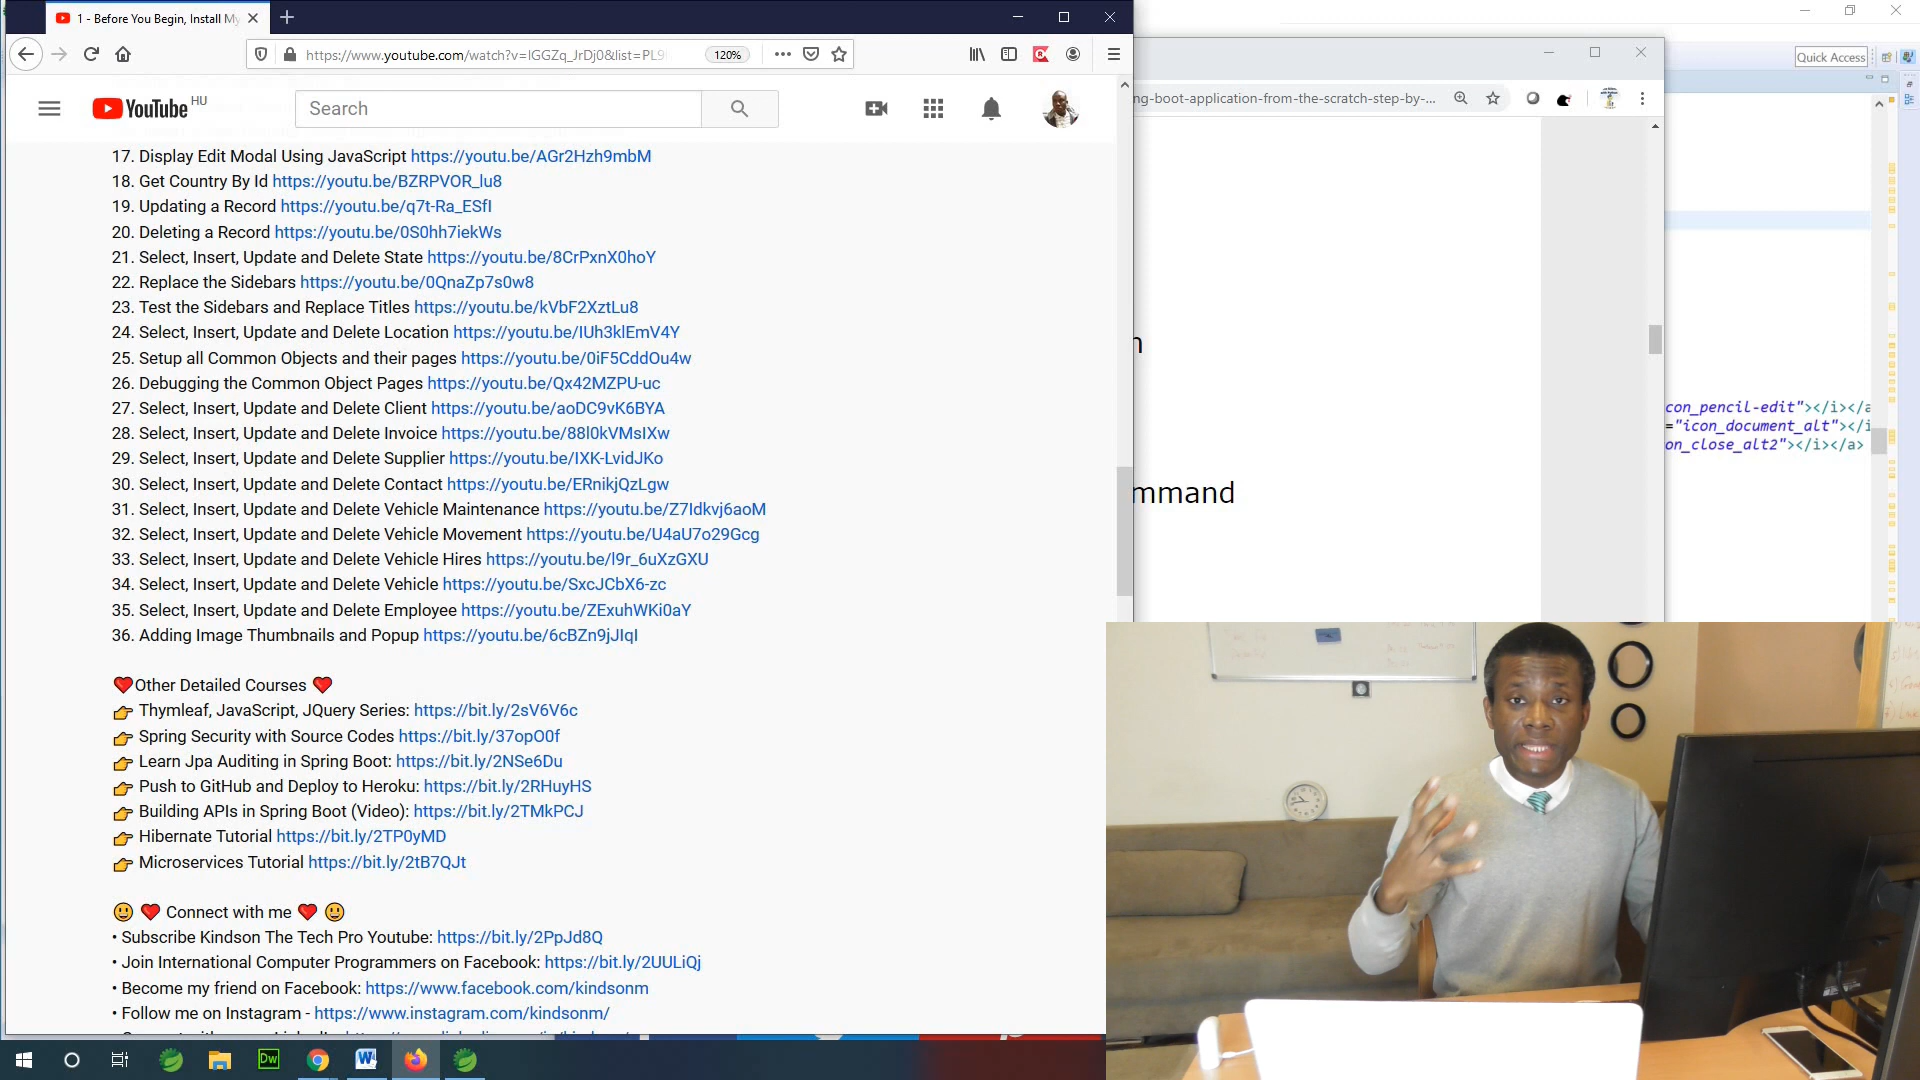 1 - Before You Begin, Install My
https://www.youtube.com/watch?v=IGGZq_JrDj0&list=PL9
120%
YouTube HU
Search
17. Display Edit Modal Using JavaScript https://youtu.be/AGr2Hzh9mbM
18. Get Country By Id https://youtu.be/BZRPVOR_lu8
19. Updating a Record https://youtu.be/q7t-Ra_ESfI
20. Deleting a Record https://youtu.be/0S0hh7iekWs
21. Select, Insert, Update and Delete State https://youtu.be/8CrPxnX0hoY
22. Replace the Sidebars https://youtu.be/0QnaZp7s0w8
23. Test the Sidebars and Replace Titles https://youtu.be/kVbF2XztLu8
24. Select, Insert, Update and Delete Location https://youtu.be/IUh3klEmV4Y
25. Setup all Common Objects and their pages https://youtu.be/0iF5CddOu4w
26. Debugging the Common Object Pages https://youtu.be/Qx42MZPU-uc
27. Select, Insert, Update and Delete Client https://youtu.be/aoDC9vK6BYA
28. Select, Insert, Update and Delete Invoice https://youtu.be/88l0kVMsIXw
29. Select, Insert, Update and Delete Supplier https://youtu.be/IXK-LvidJKo
30. Select, Insert, Update and Delete Contact https://youtu.be/ERnikjQzLgw
31. Select, Insert, Update and Delete Vehicle Maintenance https://youtu.be/Z7Idkvj6aoM
32. Select, Insert, Update and Delete Vehicle Movement https://youtu.be/U4aU7o29Gcg
33. Select, Insert, Update and Delete Vehicle Hires https://youtu.be/l9r_6uXzGXU
34. Select, Insert, Update and Delete Vehicle https://youtu.be/SxcJCbX6-zc
35. Select, Insert, Update and Delete Employee https://youtu.be/ZExuhWKi0aY
36. Adding Image Thumbnails and Popup https://youtu.be/6cBZn9jJIqI
Other Detailed Courses
Thymleaf, JavaScript, JQuery Series: https://bit.ly/2sV6V6c
Spring Security with Source Codes https://bit.ly/37opO0f
Learn Jpa Auditing in Spring Boot: https://bit.ly/2NSe6Du
Push to GitHub and Deploy to Heroku: https://bit.ly/2RHuyHS
Building APIs in Spring Boot (Video): https://bit.ly/2TMkPCJ
Hibernate Tutorial https://bit.ly/2TP0yMD
Microservices Tutorial https://bit.ly/2tB7QJt
Connect with me
• Subscribe Kindson The Tech Pro Youtube: https://bit.ly/2PpJd8Q
• Join International Computer Programmers on Facebook: https://bit.ly/2UULiQj
• Become my friend on Facebook: https://www.facebook.com/kindsonm
• Follow me on Instagram - https://www.instagram.com/kindsonm/
ng-boot-application-from-the-scratch-step-by-...
n
mmand
Quick Access
con_pencil-edit"></i></a
="icon_document_alt"></i
on_close_alt2"></i></a>
Dw